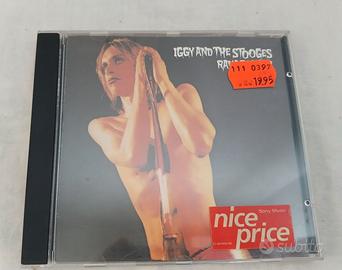 IGGY AND THE STOOGES
RAW
111 0397
19.95
Sony Music
nice
price
subito